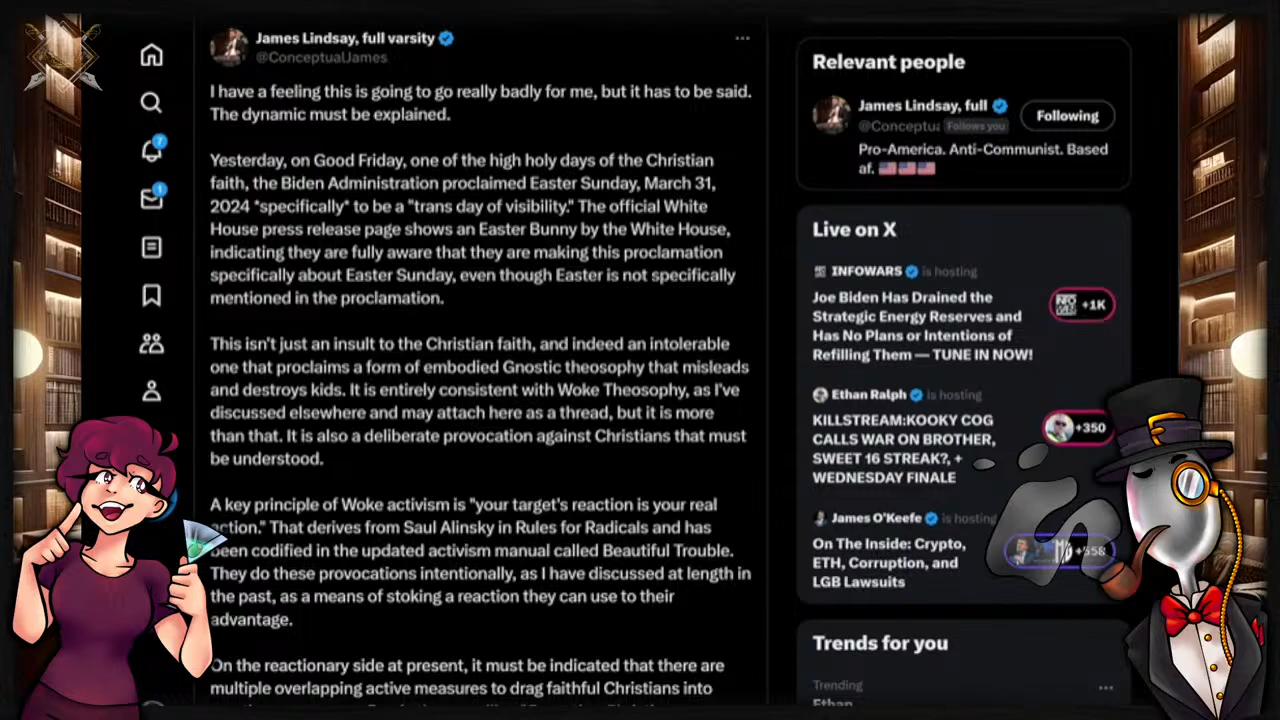 James Lindsay, full varsity
@ConceptualJames
I have a feeling this is going to go really badly for me, but it has to be said.
The dynamic must be explained.
Yesterday, on Good Friday, one of the high holy days of the Christian
faith, the Biden Administration proclaimed Easter Sunday, March 31,
2024 *specifically* to be a "trans day of visibility." The official White
House press release page shows an Easter Bunny by the White House,
indicating they are fully aware that they are making this proclamation
specifically about Easter Sunday, even though Easter is not specifically
mentioned in the proclamation.
This isn't just an insult to the Christian faith, and indeed an intolerable
one that proclaims a form of embodied Gnostic theosophy that misleads
and destroys kids. It is entirely consistent with Woke Theosophy, as I've
discussed elsewhere and may attach here as a thread, but it is more
than that. It is also a deliberate provocation against Christians that must
be understood.
A key principle of Woke activism is "your target's reaction is your real
action." That derives from Saul Alinsky in Rules for Radicals and has
been codified in the updated activism manual called Beautiful Trouble.
They do these provocations intentionally, as I have discussed at length in
the past, as a means of stoking a reaction they can use to their
advantage.
On the reactionary side at present, it must be indicated that there are
multiple overlapping active measures to drag faithful Christians into
7
1
Relevant people
James Lindsay, full
@Conceptua Follows you
Following
Pro-America. Anti-Communist. Based
af.
Live on X
INFOWARS is hosting
Joe Biden Has Drained the
Strategic Energy Reserves and
Has No Plans or Intentions of
Refilling Them — TUNE IN NOW!
+1K
Ethan Ralph is hosting
KILLSTREAM:KOOKY COG
CALLS WAR ON BROTHER,
SWEET 16 STREAK?, +
WEDNESDAY FINALE
+350
James O'Keefe is hosting
On The Inside: Crypto,
ETH, Corruption, and
LGB Lawsuits
+558
Trends for you
Trending
Ethan